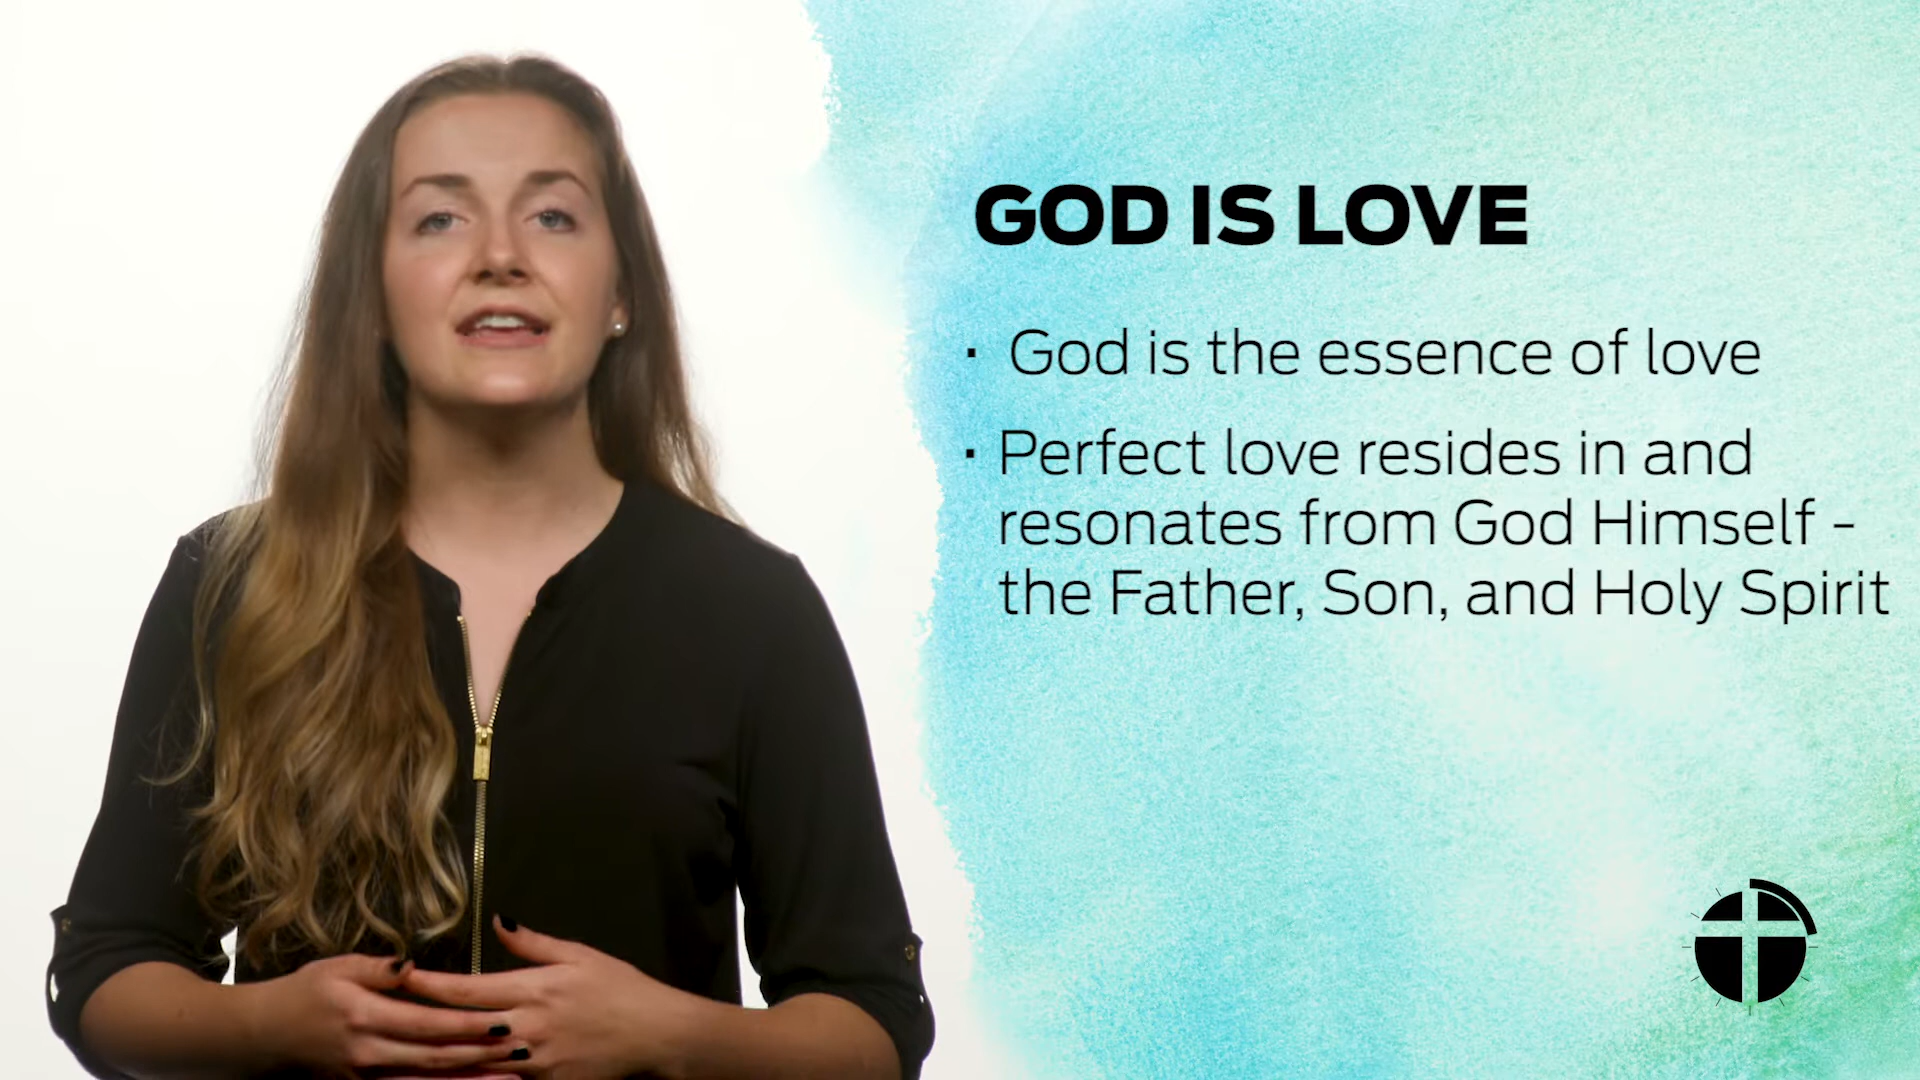 GOD IS LOVE
· God is the essence of love
· Perfect love resides in and
resonates from God Himself -
the Father, Son, and Holy Spirit